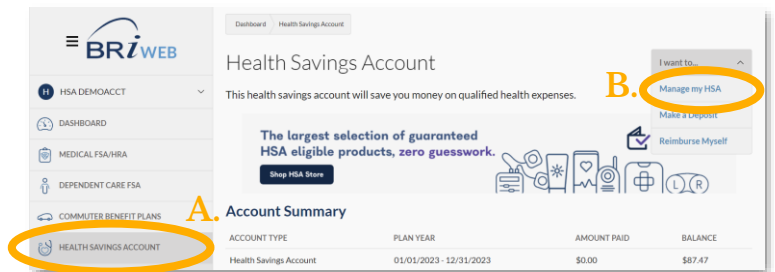 Dashboard Health Savings Account
BRiWEB
Health Savings Account
I want to...
B.
Manage my HSA
H HSA DEMOACCT
This health savings account will save you money on qualified health expenses.
Make a Deposit
DASHBOARD
The largest selection of guaranteed
HSA eligible products, zero guesswork.
Reimburse Myself
MEDICAL FSA/HRA
Shop HSA Store
L R
DEPENDENT CARE FSA
COMMUTER BENEFIT PLANS
A.
Account Summary
HEALTH SAVINGS ACCOUNT
ACCOUNT TYPE PLAN YEAR AMOUNT PAID BALANCE
Health Savings Account 01/01/2023 - 12/31/2023 $0.00 $87.47